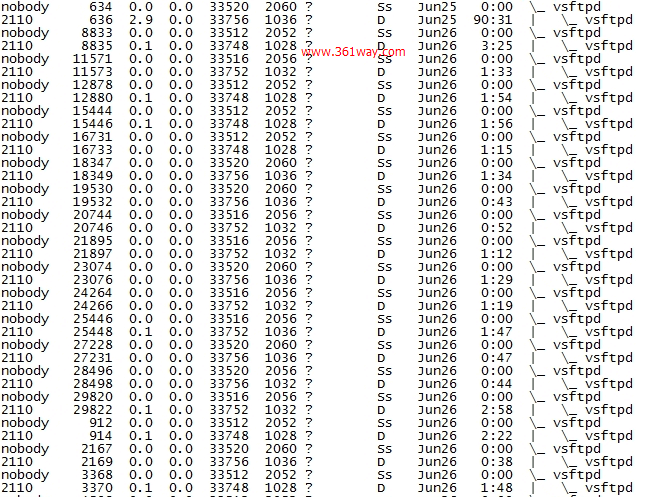 nobody 634 0.0 0.0 33520 2060 ? Ss Jun25 0:00 \_ vsftpd
2110 636 2.9 0.0 33756 1036 ? D Jun25 90:31 | \_ vsftpd
nobody 8833 0.0 0.0 33512 2052 ? Ss Jun26 0:00 \_ vsftpd
2110 8835 0.1 0.0 33748 1028 ? D Jun26 3:25 | \_ vsftpd
www.361way.com
nobody 11571 0.0 0.0 33516 2056 ? Ss Jun26 0:00 \_ vsftpd
2110 11573 0.0 0.0 33752 1032 ? D Jun26 1:33 | \_ vsftpd
nobody 12878 0.0 0.0 33512 2052 ? Ss Jun26 0:00 \_ vsftpd
2110 12880 0.1 0.0 33748 1028 ? D Jun26 1:54 | \_ vsftpd
nobody 15444 0.0 0.0 33512 2052 ? Ss Jun26 0:00 \_ vsftpd
2110 15446 0.1 0.0 33748 1028 ? D Jun26 1:56 | \_ vsftpd
nobody 16731 0.0 0.0 33512 2052 ? Ss Jun26 0:00 \_ vsftpd
2110 16733 0.0 0.0 33748 1028 ? D Jun26 1:15 | \_ vsftpd
nobody 18347 0.0 0.0 33520 2060 ? Ss Jun26 0:00 \_ vsftpd
2110 18349 0.0 0.0 33756 1036 ? D Jun26 1:34 | \_ vsftpd
nobody 19530 0.0 0.0 33520 2060 ? Ss Jun26 0:00 \_ vsftpd
2110 19532 0.0 0.0 33756 1036 ? D Jun26 0:43 | \_ vsftpd
nobody 20744 0.0 0.0 33516 2056 ? Ss Jun26 0:00 \_ vsftpd
2110 20746 0.0 0.0 33752 1032 ? D Jun26 0:52 | \_ vsftpd
nobody 21895 0.0 0.0 33516 2056 ? Ss Jun26 0:00 \_ vsftpd
2110 21897 0.0 0.0 33752 1032 ? D Jun26 1:12 | \_ vsftpd
nobody 23074 0.0 0.0 33520 2060 ? Ss Jun26 0:00 \_ vsftpd
2110 23076 0.0 0.0 33756 1036 ? D Jun26 1:29 | \_ vsftpd
nobody 24264 0.0 0.0 33516 2056 ? Ss Jun26 0:00 \_ vsftpd
2110 24266 0.0 0.0 33752 1032 ? D Jun26 1:19 | \_ vsftpd
nobody 25446 0.0 0.0 33516 2056 ? Ss Jun26 0:00 \_ vsftpd
2110 25448 0.1 0.0 33752 1036 ? D Jun26 1:47 | \_ vsftpd
nobody 27228 0.0 0.0 33520 2060 ? Ss Jun26 0:00 \_ vsftpd
2110 27231 0.0 0.0 33756 1036 ? D Jun26 0:47 | \_ vsftpd
nobody 28496 0.0 0.0 33520 2060 ? Ss Jun26 0:00 \_ vsftpd
2110 28498 0.0 0.0 33756 1032 ? D Jun26 0:44 | \_ vsftpd
nobody 29820 0.0 0.0 33516 2056 ? Ss Jun26 0:00 \_ vsftpd
2110 29822 0.1 0.0 33752 1032 ? D Jun26 2:58 | \_ vsftpd
nobody 912 0.0 0.0 33512 2052 ? Ss Jun26 0:00 \_ vsftpd
2110 914 0.1 0.0 33748 1028 ? D Jun26 2:22 | \_ vsftpd
nobody 2167 0.0 0.0 33520 2060 ? Ss Jun26 0:00 \_ vsftpd
2110 2169 0.0 0.0 33756 1036 ? D Jun26 0:38 | \_ vsftpd
nobody 3368 0.0 0.0 33512 2052 ? Ss Jun26 0:00 \_ vsftpd
2110 3370 0.1 0.0 33748 1028 ? D Jun26 1:48 | \_ vsftpd